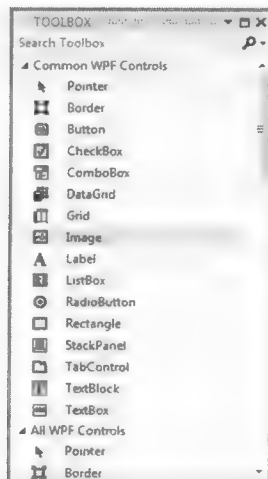 TOOLBOX
Search Toolbox
Common WPF Controls
Pointer
Border
Button
CheckBox
ComboBox
DataGrid
Grid
Image
Label
ListBox
RadioButton
Rectangle
StackPanel
TabControl
TextBlock
TextBox
All WPF Controls
Pointer
Border